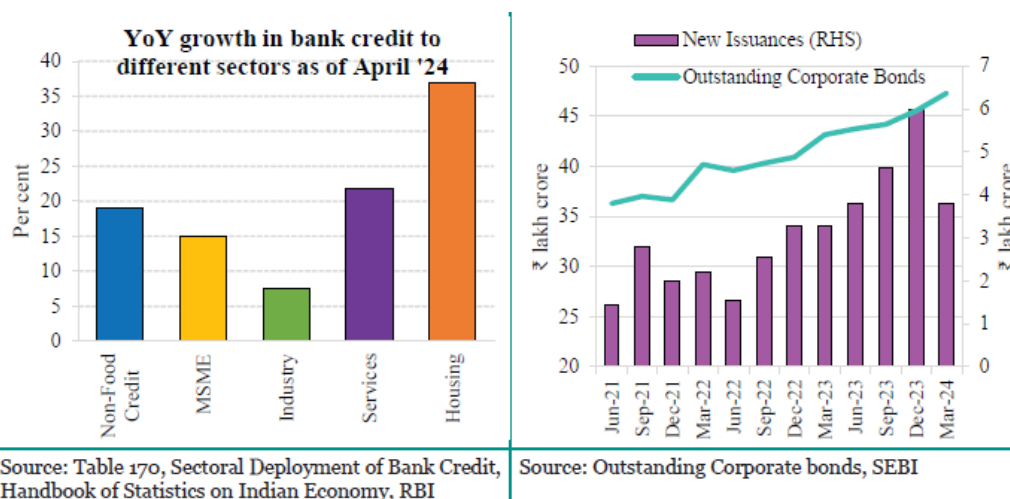 YoY growth in bank credit to
different sectors as of April '24
Per cent
40
35
30
25
20
15
10
5
0
Non-Food
Credit
MSME
Industry
Services
Housing
Source: Table 170, Sectoral Deployment of Bank Credit,
Handbook of Statistics on Indian Economy, RBI
New Issuances (RHS)
Outstanding Corporate Bonds
₹ lakh crore
50
45
40
35
30
25
20
7
6
5
4
3
2
1
0
₹ lakh crore
Jun-21
Sep-21
Dec-21
Mar-22
Jun-22
Sep-22
Dec-22
Mar-23
Jun-23
Sep-23
Dec-23
Mar-24
Source: Outstanding Corporate bonds, SEBI